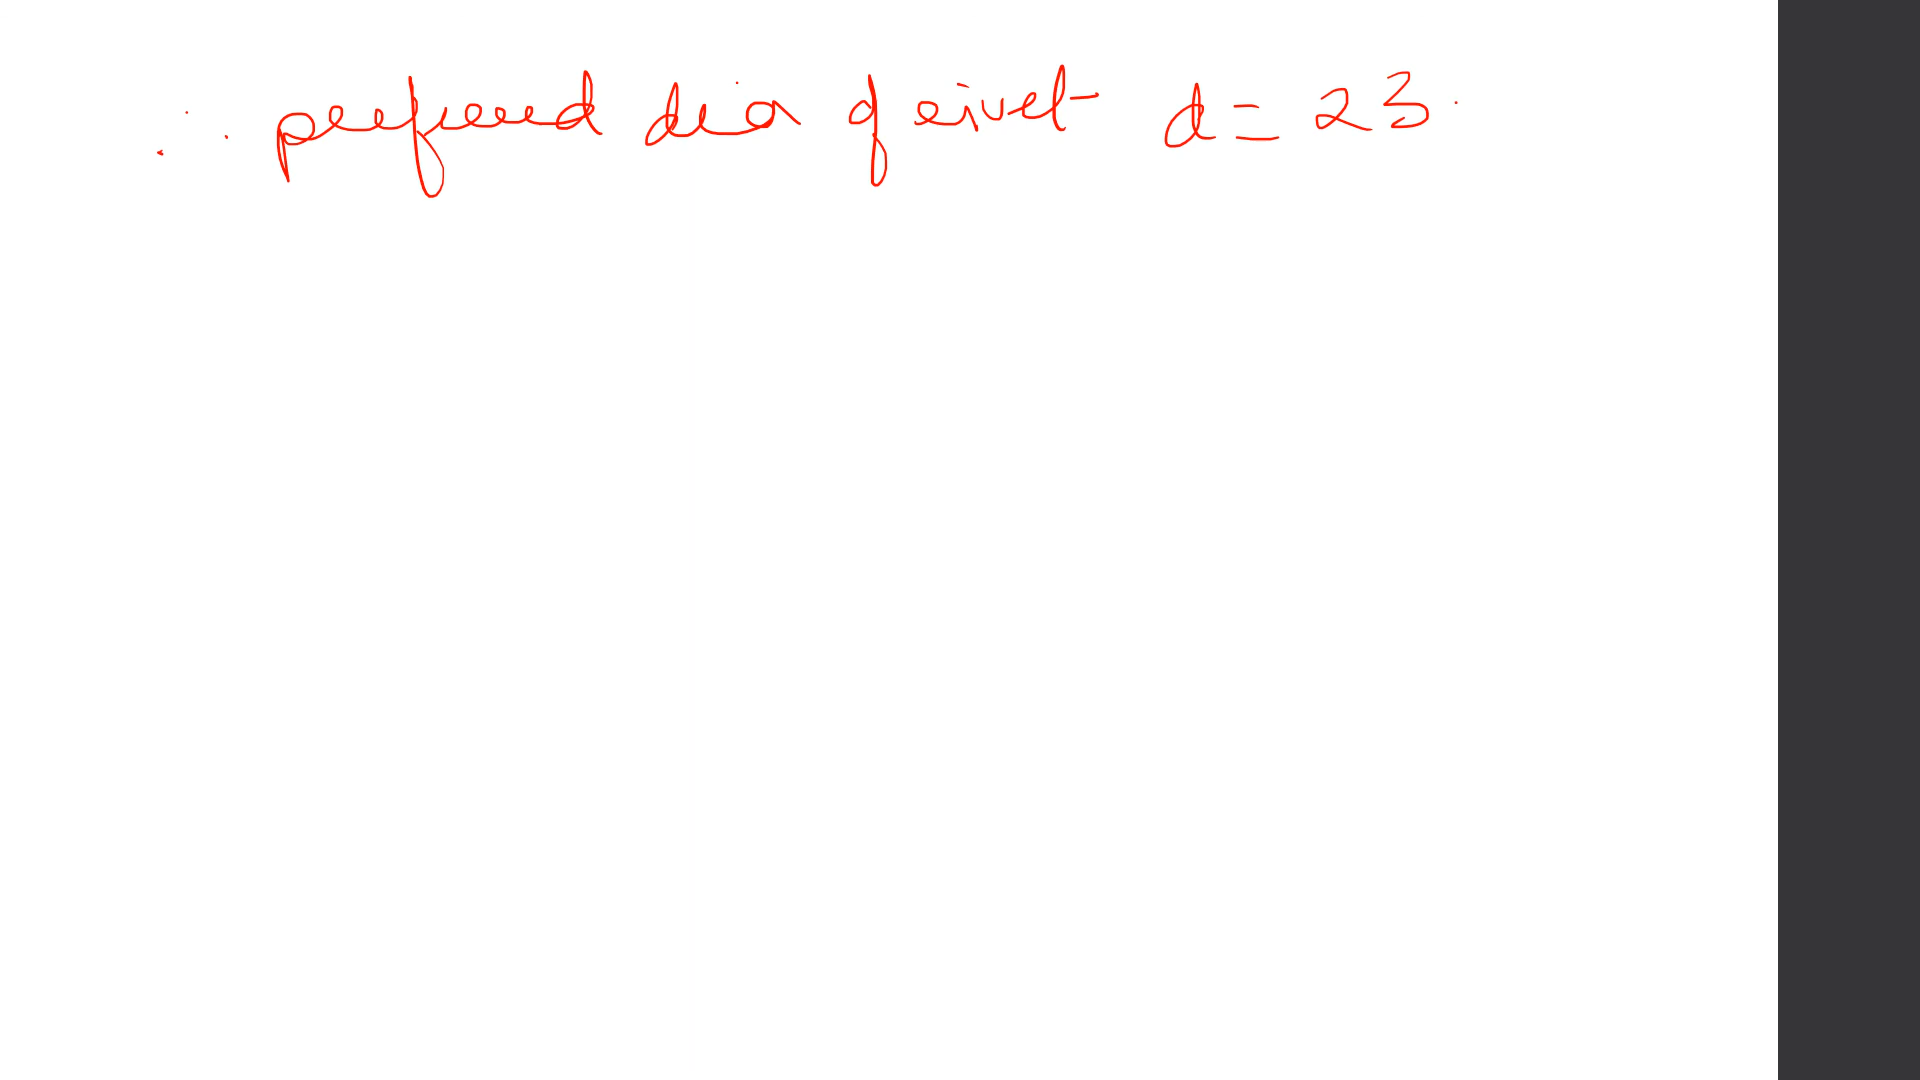 ∴ preferred dia of rivet d = 23.